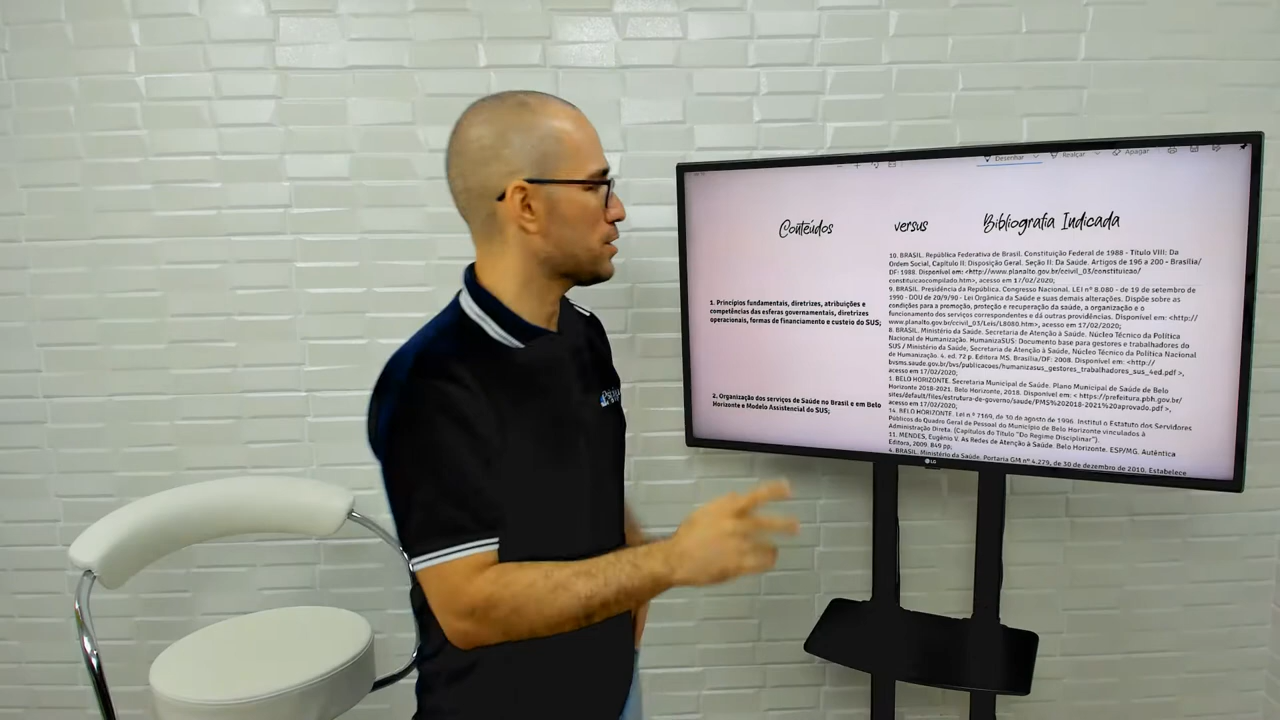 Desenhar
Realçar
Apagar
Conteúdos versus Bibliografia Indicada
1. Princípios fundamentais, diretrizes, atribuições e
competências das esferas governamentais, diretrizes
operacionais, formas de financiamento e custeio do SUS;
2. Organização dos serviços de Saúde no Brasil e em Belo
Horizonte e Modelo Assistencial do SUS;
10. BRASIL. República Federativa de Brasil. Constituição Federal de 1988 - Título VIII: Da
Ordem Social, Capítulo II: Disposição Geral. Seção II: Da Saúde. Artigos de 196 a 200 - Brasília/
DF: 1988. Disponível em: <http://www.planalto.gov.br/ccivil_03/constituicao/
constituicaocompilado.htm>, acesso em 17/02/2020;
9. BRASIL. Presidência da República. Congresso Nacional. LEI nº 8.080 - de 19 de setembro de
1990 - DOU de 20/9/90 - Lei Orgânica da Saúde e suas demais alterações. Dispõe sobre as
condições para a promoção, proteção e recuperação da saúde, a organização e o
funcionamento dos serviços correspondentes e dá outras providências. Disponível em: <http://
www.planalto.gov.br/ccivil_03/Leis/L8080.htm>, acesso em 17/02/2020;
8. BRASIL. Ministério da Saúde. Secretaria de Atenção à Saúde. Núcleo Técnico da Política
Nacional de Humanização. HumanizaSUS: Documento base para gestores e trabalhadores do
SUS / Ministério da Saúde, Secretaria de Atenção à Saúde, Núcleo Técnico da Política Nacional
de Humanização. 4. ed. 72 p. Editora MS. Brasília/DF: 2008. Disponível em: <http://
bvsms.saude.gov.br/bvs/publicacoes/humanizasus_gestores_trabalhadores_sus_4ed.pdf >,
acesso em 17/02/2020;
1. BELO HORIZONTE. Secretaria Municipal de Saúde. Plano Municipal de Saúde de Belo
Horizonte 2018-2021. Belo Horizonte, 2018. Disponível em: < https://prefeitura.pbh.gov.br/
sites/default/files/estrutura-de-governo/saude/PMS%202018-2021%20aprovado.pdf >,
acesso em 17/02/2020;
14. BELO HORIZONTE. Lei n.º 7169, de 30 de agosto de 1996. Institui o Estatuto dos Servidores
Públicos do Quadro Geral de Pessoal do Município de Belo Horizonte vinculados à
Administração Direta. (Capítulos do Título "Do Regime Disciplinar").
11. MENDES, Eugênio V. As Redes de Atenção à Saúde. Belo Horizonte. ESP/MG. Autêntica
Editora, 2009. 849 pp;
4. BRASIL. Ministério da Saúde. Portaria GM nº 4.279, de 30 de dezembro de 2010. Estabelece
LG